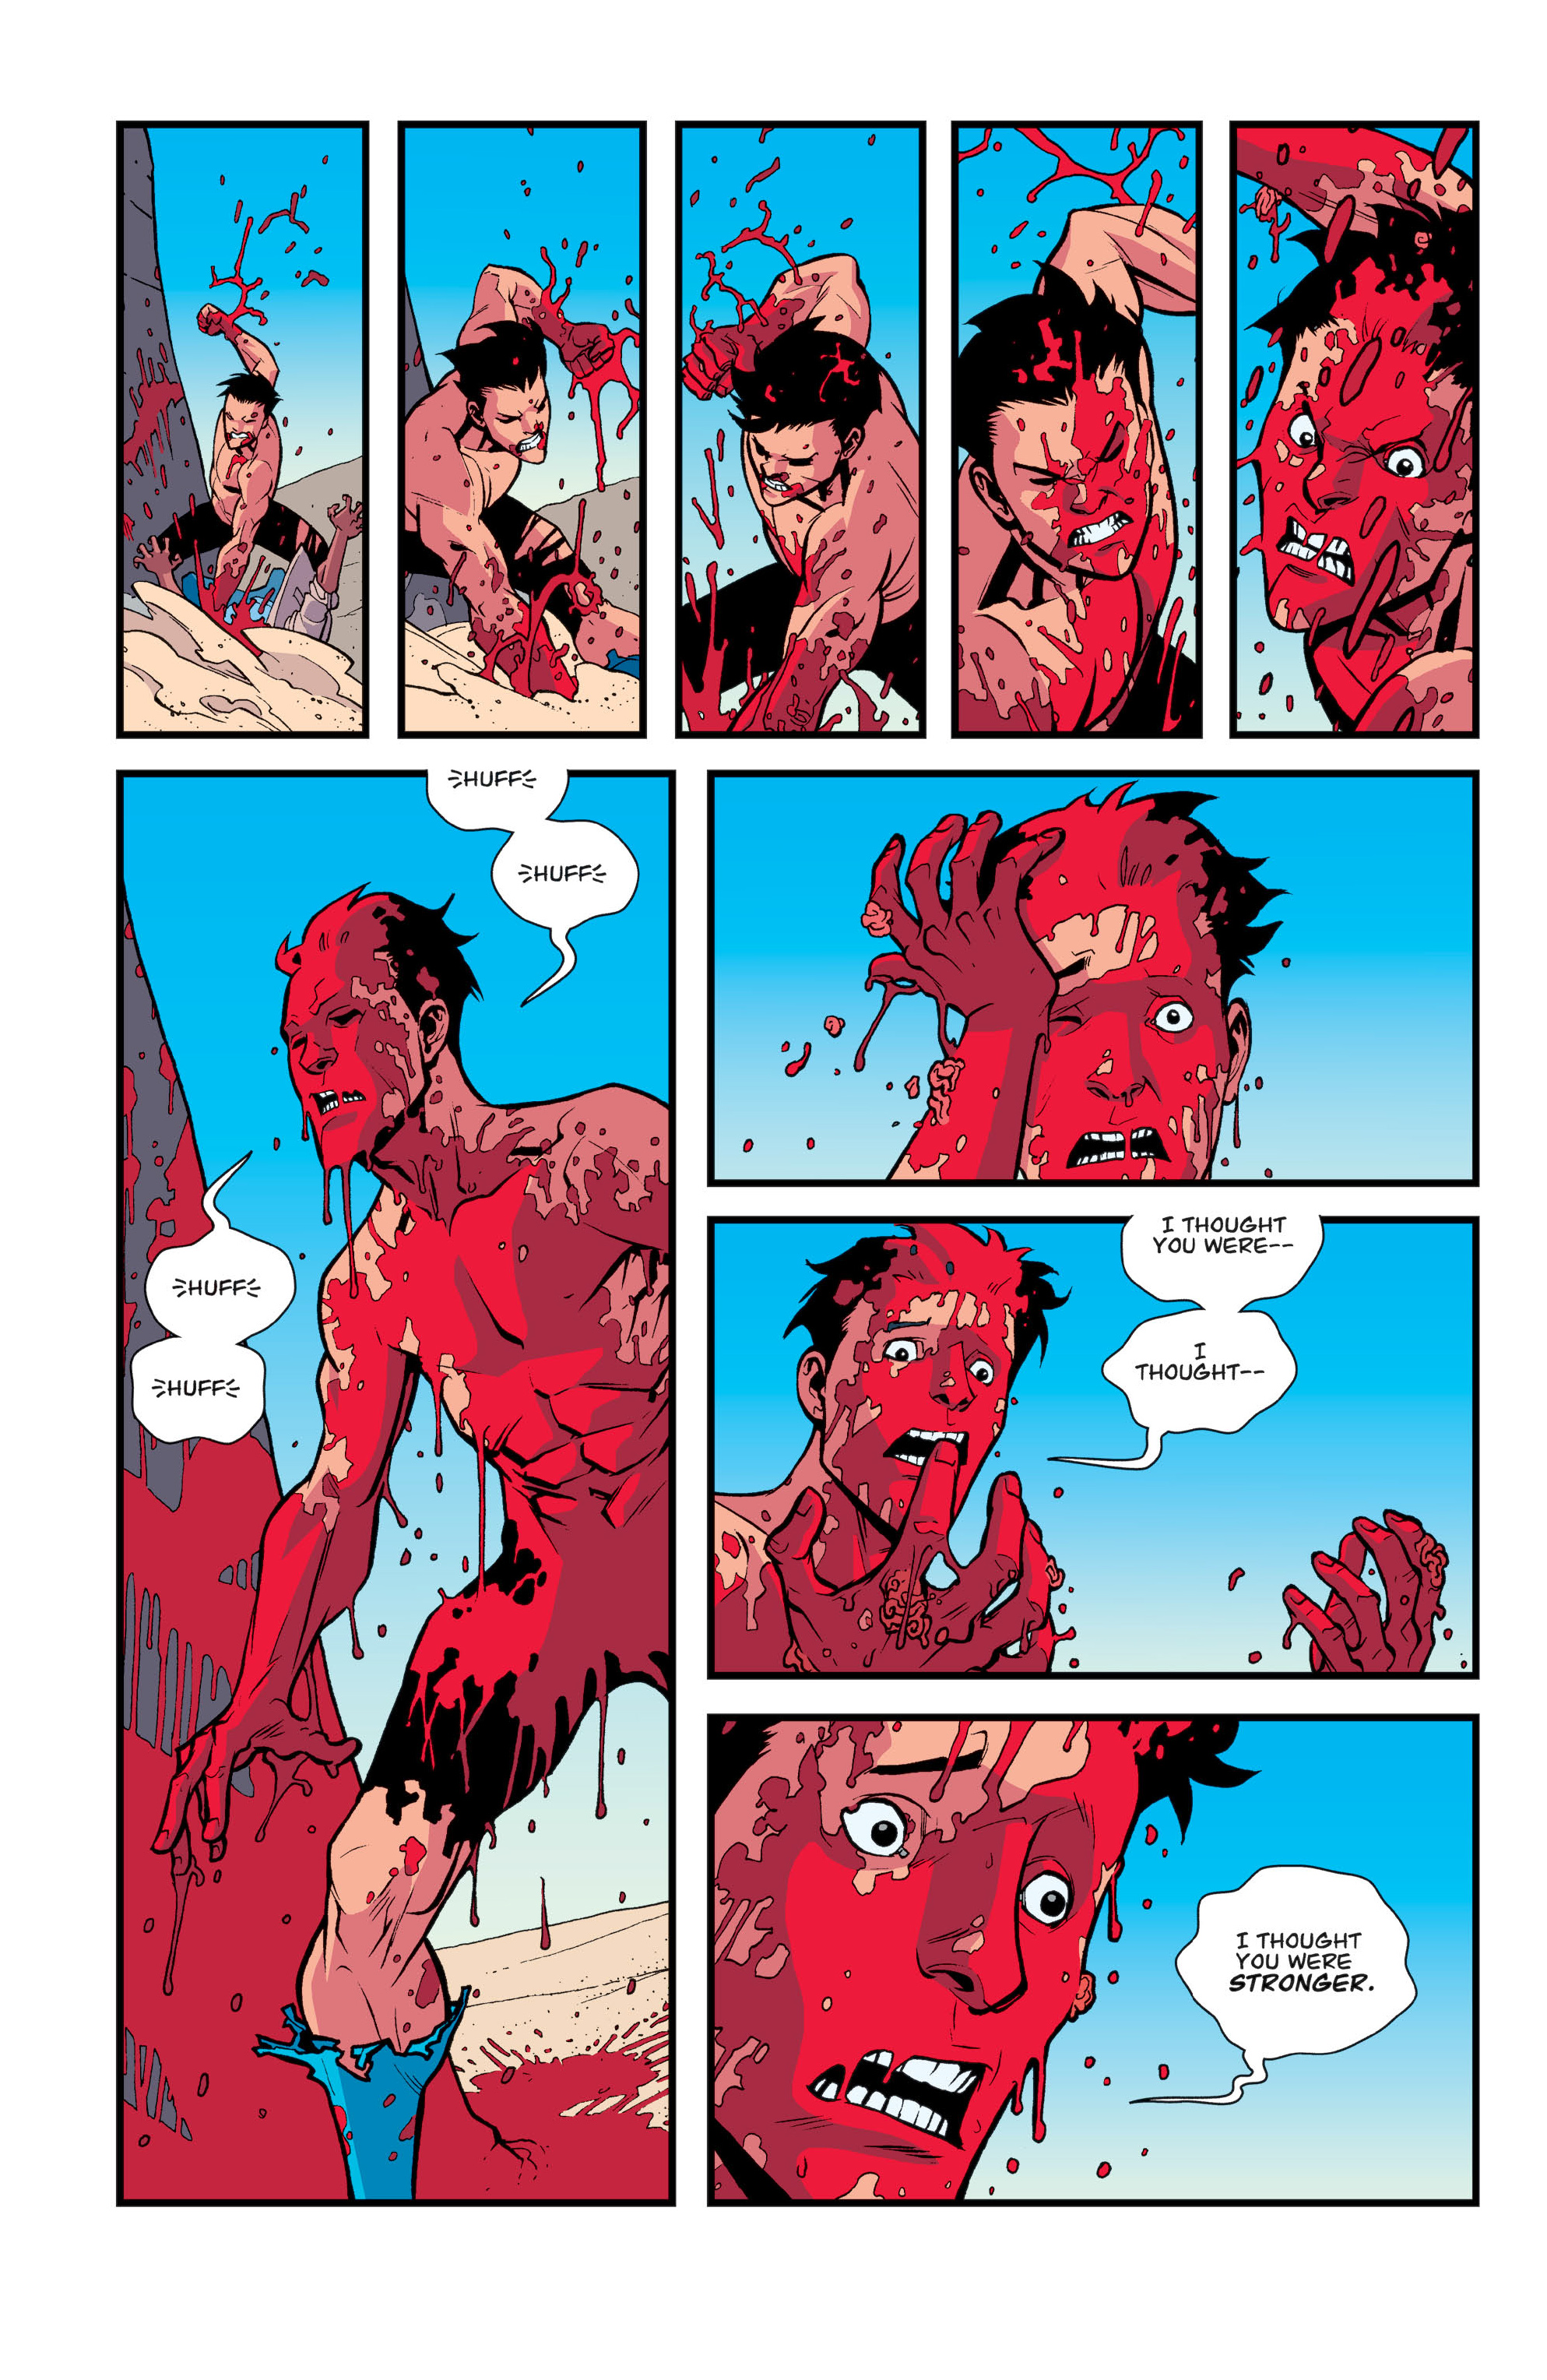 HUFF
HUFF
HUFF
HUFF
I THOUGHT
YOU WERE--
I
THOUGHT--
I THOUGHT
YOU WERE
STRONGER.